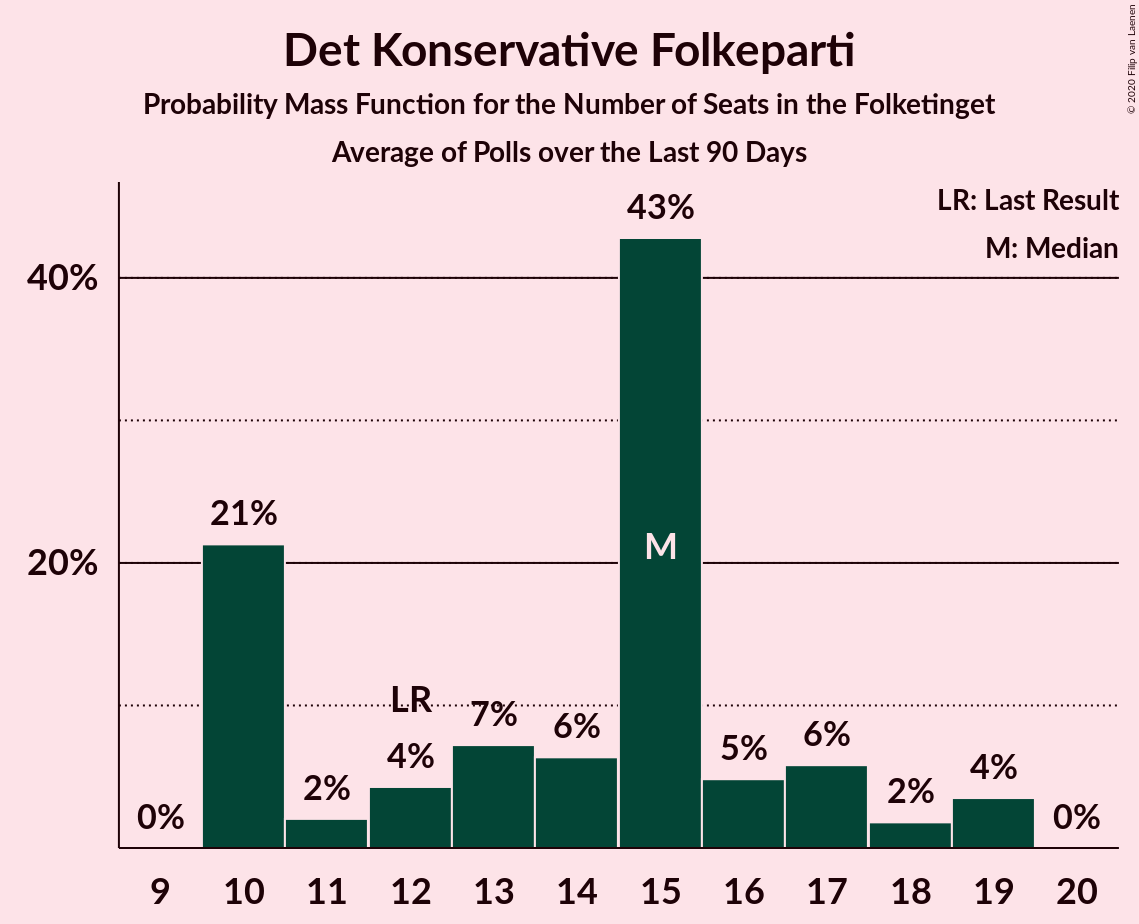 Det Konservative Folkeparti
Probability Mass Function for the Number of Seats in the Folketinget
Average of Polls over the Last 90 Days
© 2020 Filip van Laenen
LR: Last Result
M: Median
40%
20%
0%
21%
2%
LR
4%
7%
6%
43%
M
5%
6%
2%
4%
0%
9 10 11 12 13 14 15 16 17 18 19 20